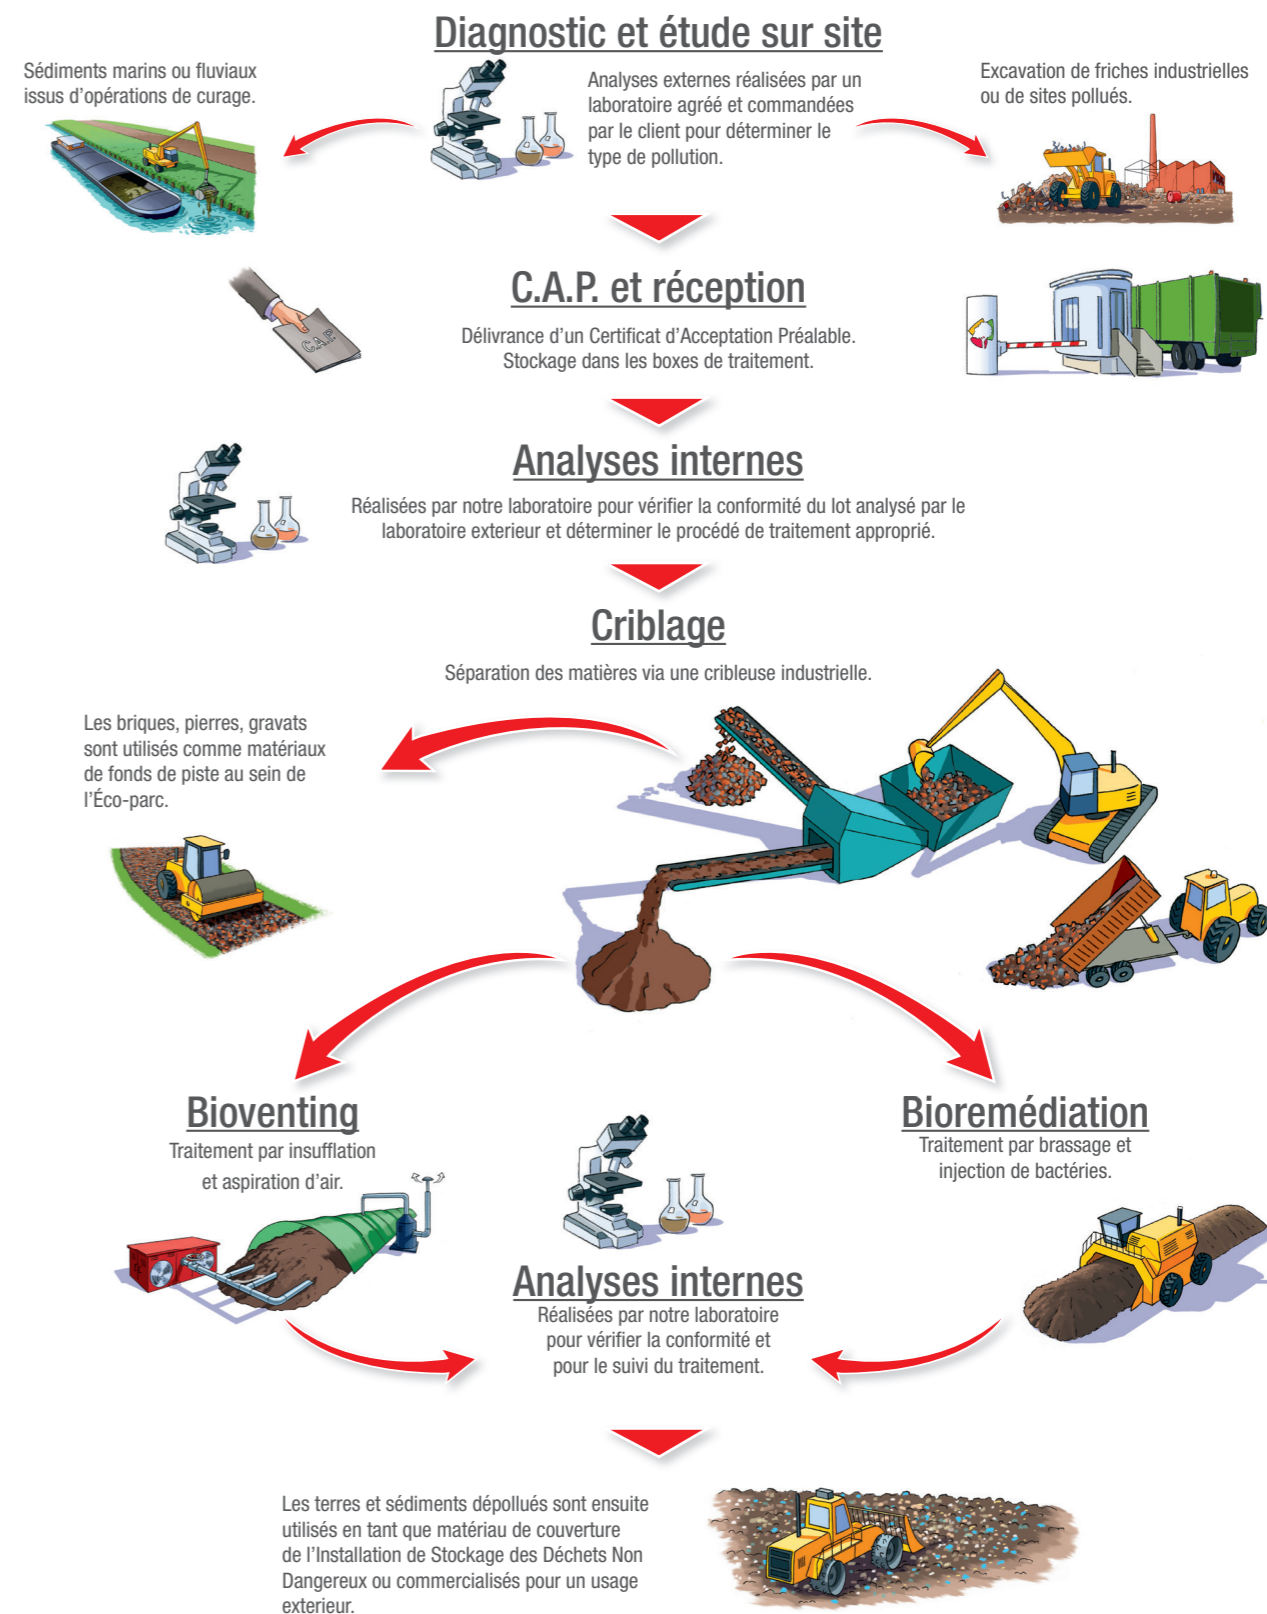 Diagnostic et étude sur site
Sédiments marins ou fluviaux
issus d'opérations de curage.
Analyses externes réalisées par un
laboratoire agréé et commandées
par le client pour déterminer le
type de pollution.
Excavation de friches industrielles
ou de sites pollués.
C.A.P. et réception
C.A.P
Délivrance d'un Certificat d'Acceptation Préalable.
Stockage dans les boxes de traitement.
Analyses internes
Réalisées par notre laboratoire pour vérifier la conformité du lot analysé par le
laboratoire exterieur et déterminer le procédé de traitement approprié.
Criblage
Séparation des matières via une cribleuse industrielle.
Les briques, pierres, gravats
sont utilisés comme matériaux
de fonds de piste au sein de
l'Éco-parc.
Bioventing
Traitement par insufflation
et aspiration d'air.
Bioremédiation
Traitement par brassage et
injection de bactéries.
Analyses internes
Réalisées par notre laboratoire
pour vérifier la conformité et
pour le suivi du traitement.
Les terres et sédiments dépollués sont ensuite
utilisés en tant que matériau de couverture
de l'Installation de Stockage des Déchets Non
Dangereux ou commercialisés pour un usage
exterieur.